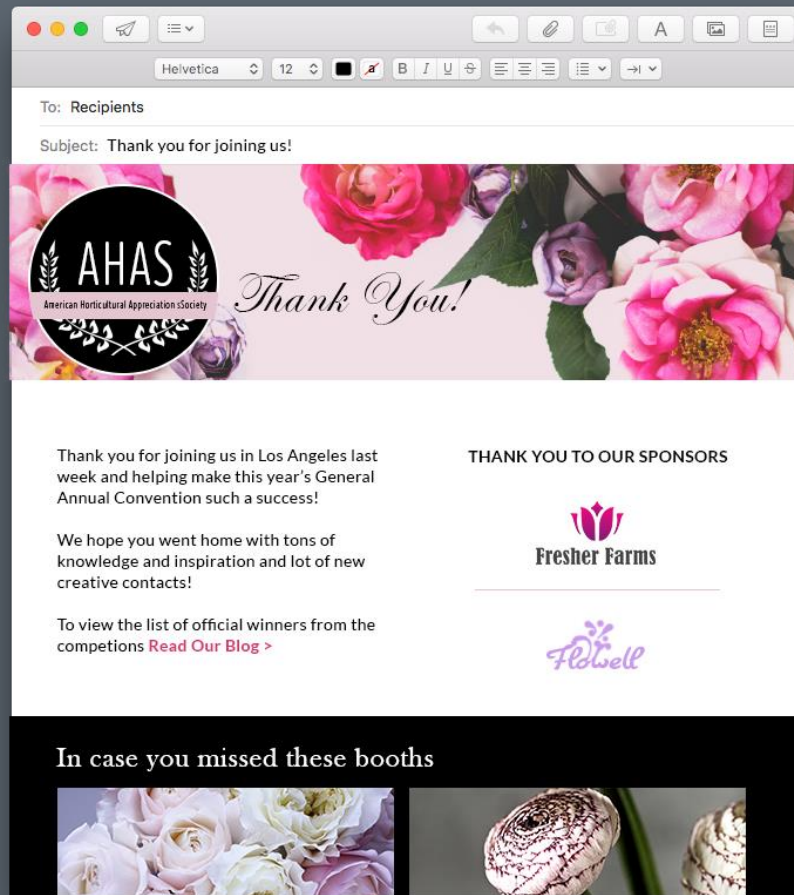 Helvetica 12 a B I U S
A
To: Recipients
Subject: Thank you for joining us!
AHAS
American Horticultural Appreciation sSociety
Thank You!
Thank you for joining us in Los Angeles last
week and helping make this year's General
Annual Convention such a success!
We hope you went home with tons of
knowledge and inspiration and lot of new
creative contacts!
To view the list of official winners from the
competions Read Our Blog >
THANK YOU TO OUR SPONSORS
Fresher Farms
Flowell
In case you missed these booths